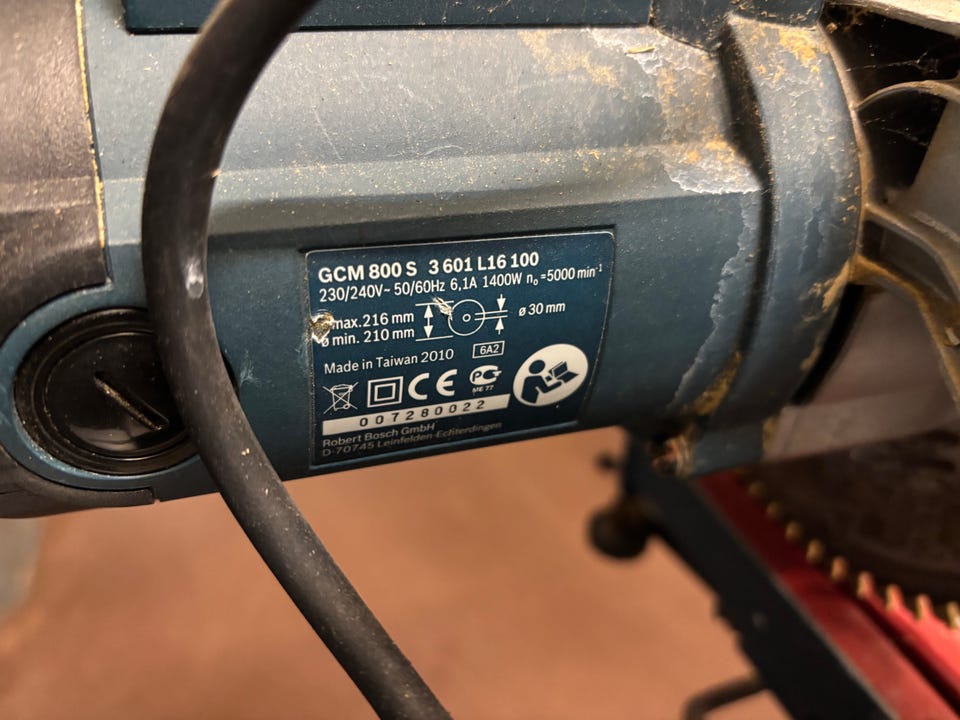 GCM 800 S 3 601 L16 100
230/240V~ 50/60Hz 6,1A 1400W n₀ =5000 min⁻¹
max. 216 mm
ø min. 210 mm
ø 30 mm
Made in Taiwan 2010 6A2
CE PG
ME 77
007280022
Robert Bosch GmbH
D-70745 Leinfelden-Echterdingen